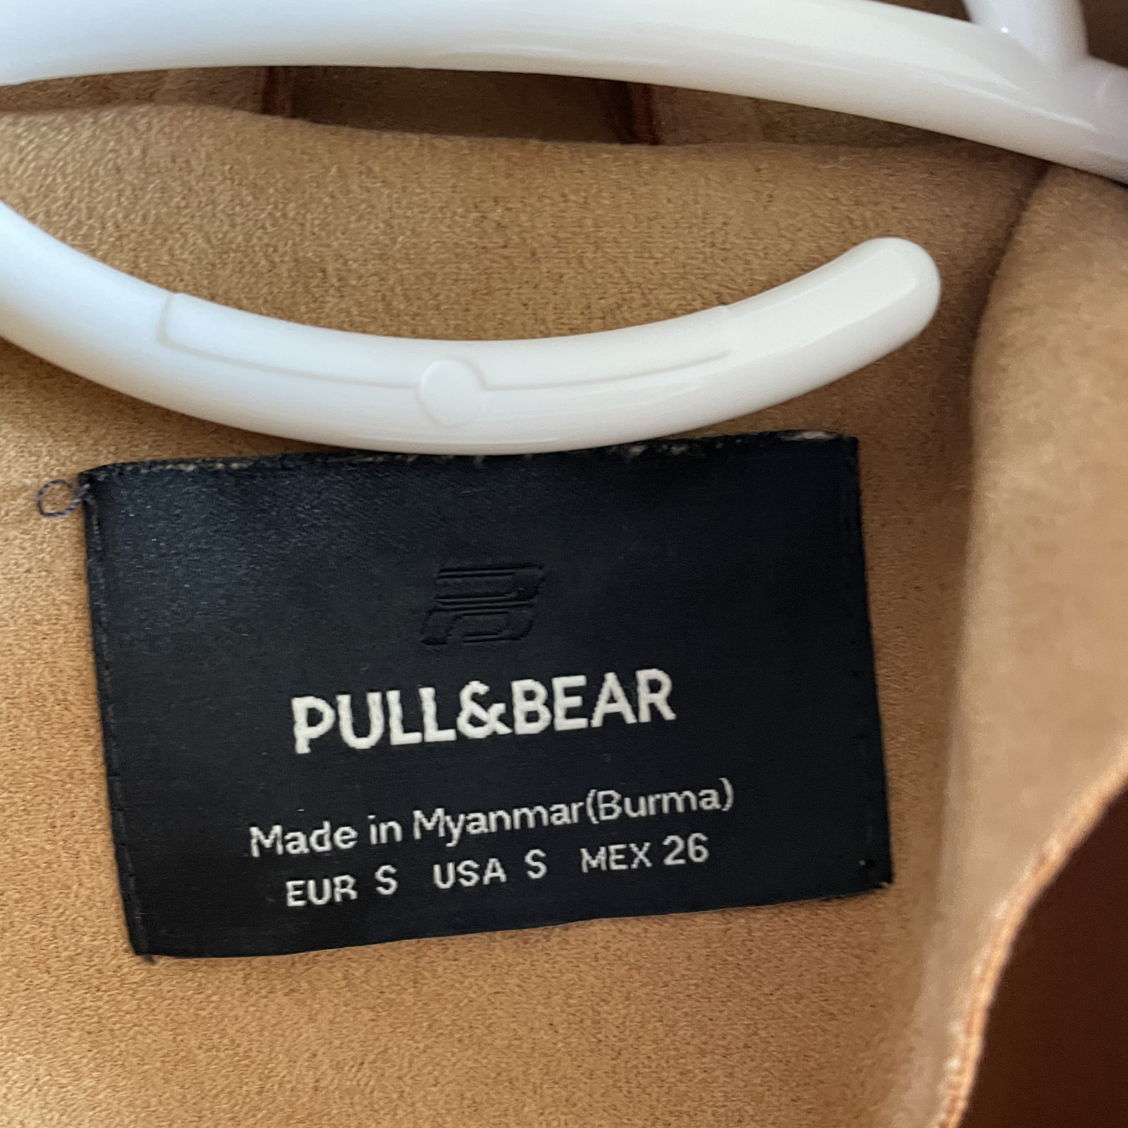 PULL&BEAR
Made in Myanmar(Burma)
EUR S USA S MEX 26